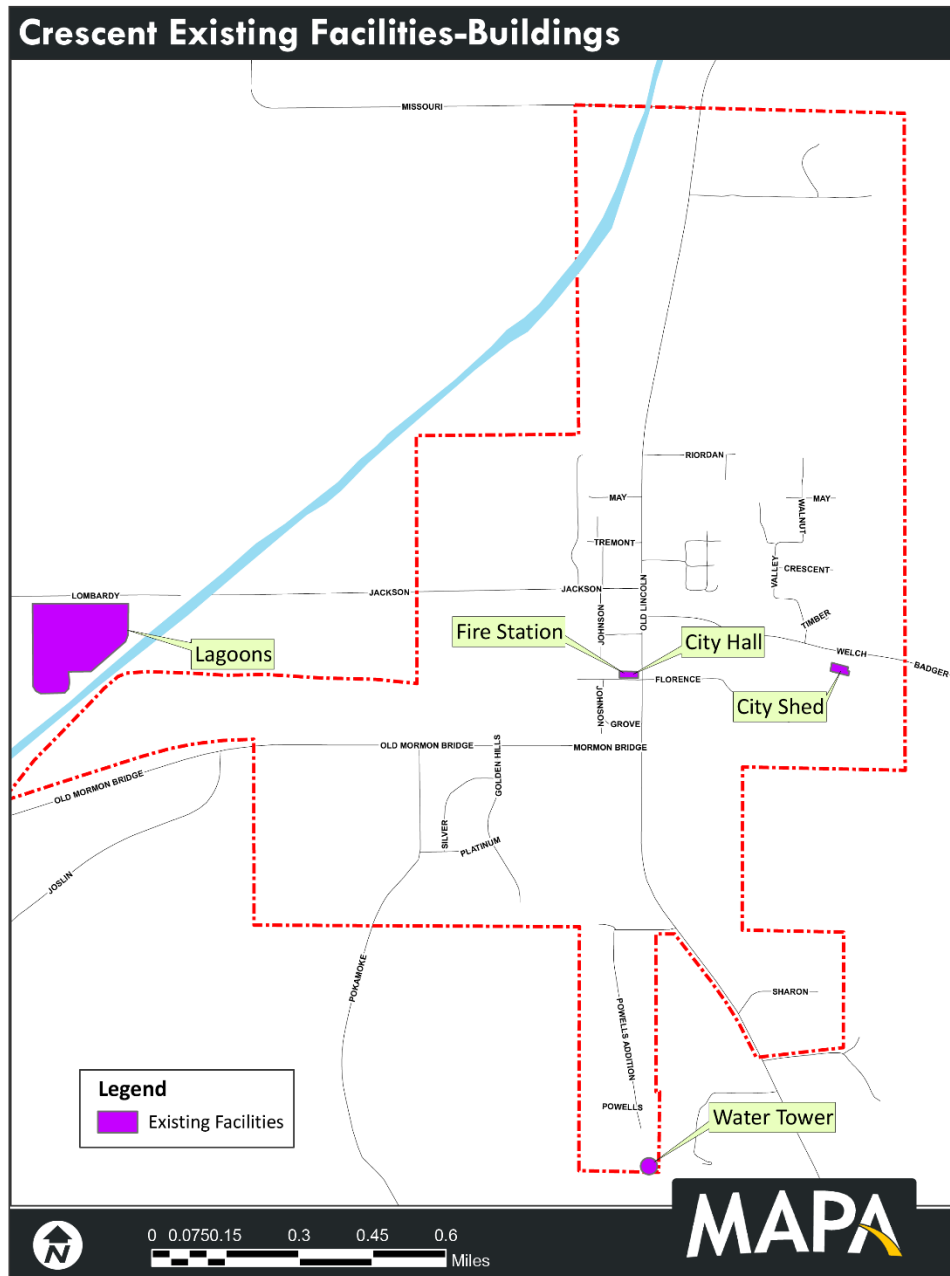 Crescent Existing Facilities-Buildings
MISSOURI
RIORDAN
MAY
MAY
WALNUT
TREMONT
VALLEY
CRESCENT
LOMBARDY
JACKSON
JACKSON
OLD LINCOLN
JOHNSON
TIMBER
Fire Station
City Hall
Lagoons
WELCH
BADGER
FLORENCE
City Shed
JOHNSON
GROVE
OLD MORMON BRIDGE
MORMON BRIDGE
GOLDEN HILLS
OLD MORMON BRIDGE
SILVER
PLATINUM
JOSLIN
POKAMOKE
SHARON
POWELLS ADDITION
POWELLS
Water Tower
Legend
Existing Facilities
N
0 0.0750.15 0.3 0.45 0.6
Miles
MAPA